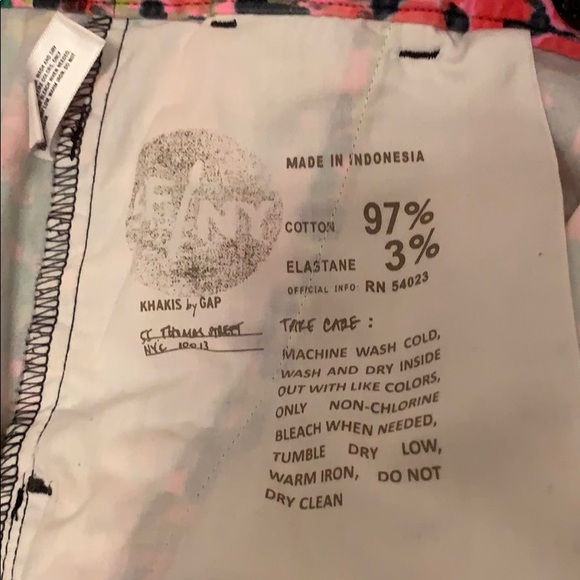 MADE IN INDONESIA
COTTON 97%
ELASTANE 3%
OFFICIAL INFO: RN 54023
/NY
KHAKIS by GAP
55 THOMAS STREET
NYC 10013
TAKE CARE:
MACHINE WASH COLD,
WASH AND DRY INSIDE
OUT WITH LIKE COLORS,
ONLY NON-CHLORINE
BLEACH WHEN NEEDED,
TUMBLE DRY LOW,
WARM IRON, DO NOT
DRY CLEAN